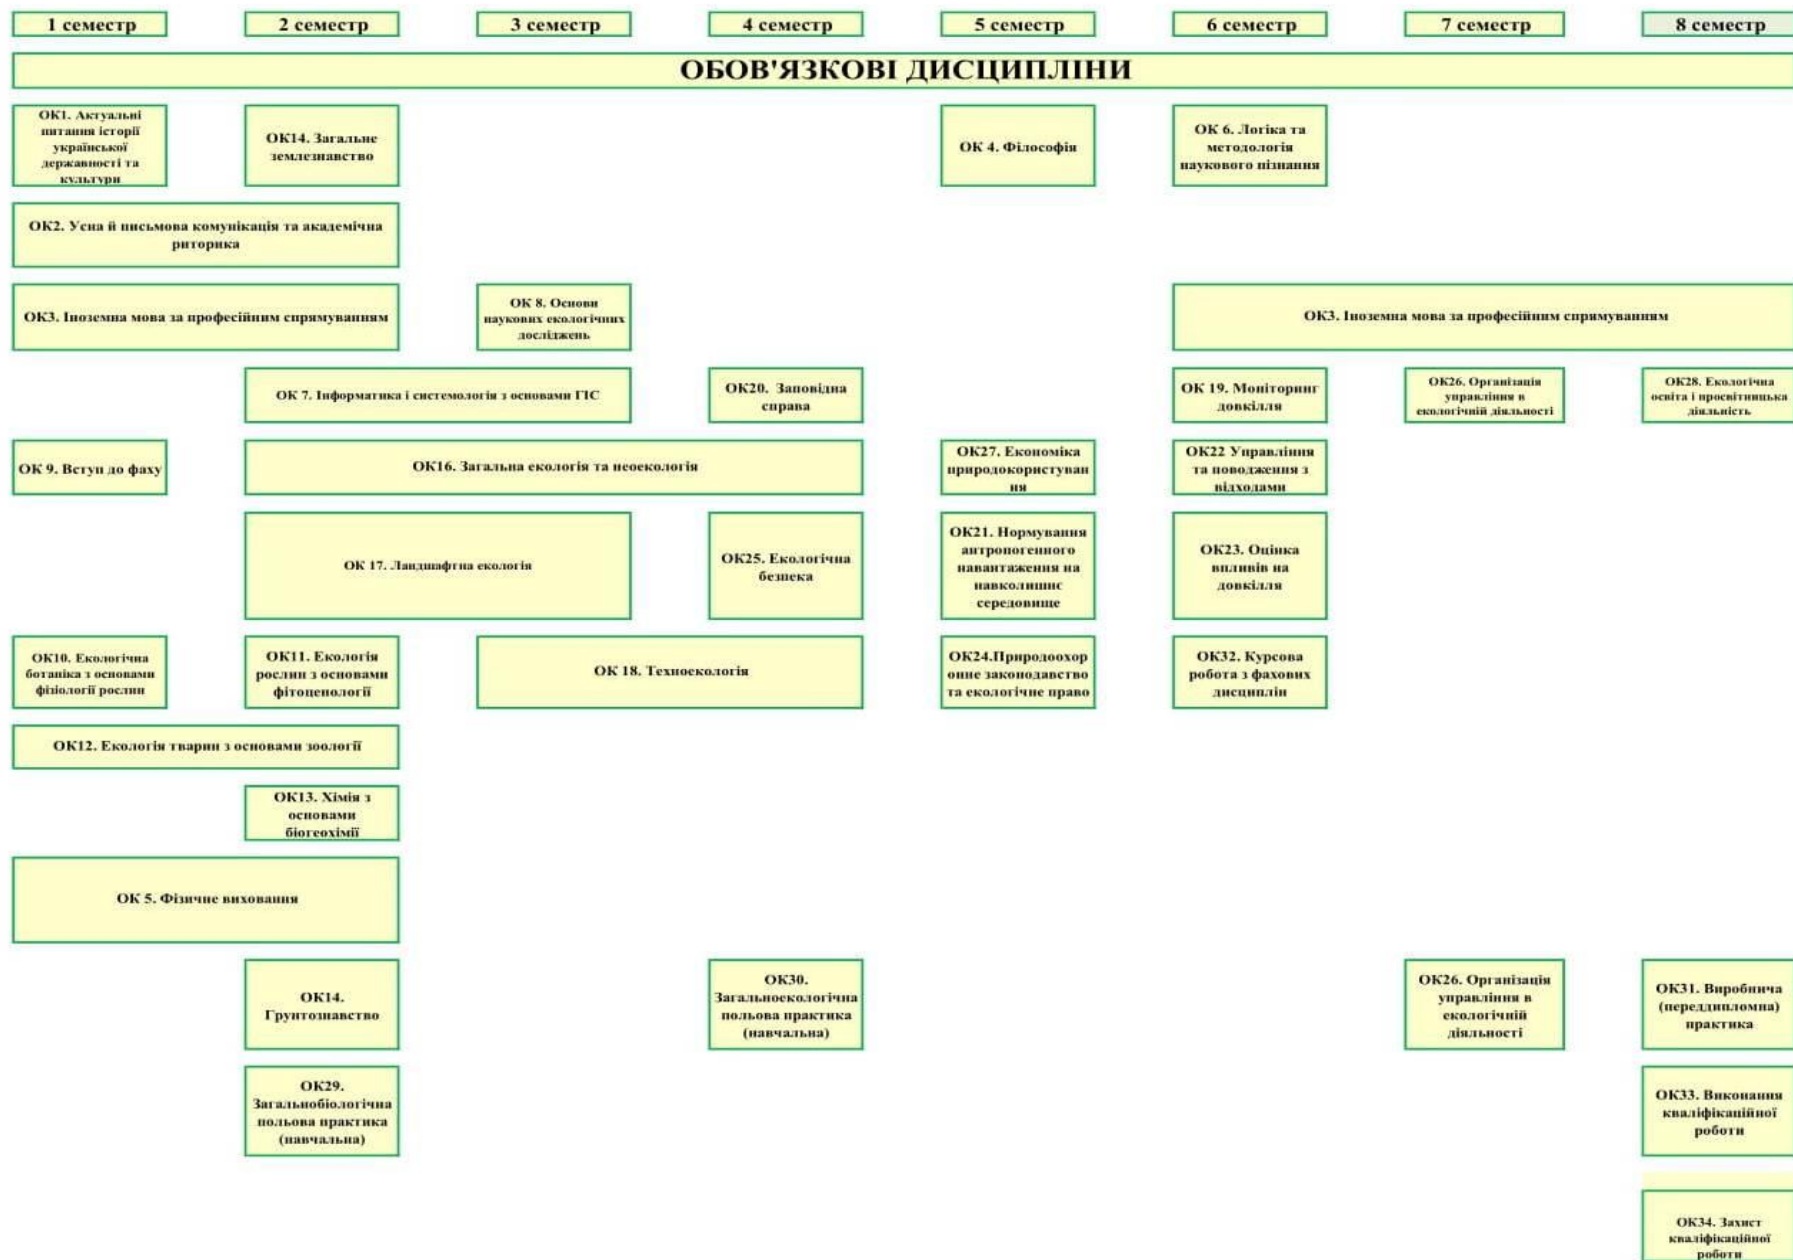 1 семестр
2 семестр
3 семестр
4 семестр
5 семестр
6 семестр
7 семестр
8 семестр
ОБОВ'ЯЗКОВІ ДИСЦИПЛІНИ
ОК1. Актуальні
питання історії
української
державності та
культури
ОК14. Загальне
землезнавство
ОК 4. Філософія
ОК 6. Логіка та
методологія
наукового пізнання
ОК2. Усна й письмова комунікація та академічна
риторика
ОК3. Іноземна мова за професійним спрямуванням
ОК 8. Основи
наукових екологічних
досліджень
ОК3. Іноземна мова за професійним спрямуванням
ОК 7. Інформатика і системологія з основами ГІС
ОК20. Заповідна
справа
ОК 19. Моніторинг
довкілля
ОК26. Організація
управління в
екологічній діяльності
ОК28. Екологічна
освіта і просвітницька
діяльність
ОК 9. Вступ до фаху
ОК16. Загальна екологія та неоекологія
ОК27. Економіка
природокористуван
ня
ОК22 Управління
та поводження з
відходами
ОК 17. Ландшафтна екологія
ОК25. Екологічна
безпека
ОК21. Нормування
антропогенного
навантаження на
навколишнє
середовище
ОК23. Оцінка
впливів на
довкілля
ОК10. Екологічна
ботаніка з основами
фізіології рослин
ОК11. Екологія
рослин з основами
фітоценології
ОК 18. Техноекологія
ОК24.Природоохор
онне законодавство
та екологічне право
ОК32. Курсова
робота з фахових
дисциплін
ОК12. Екологія тварин з основами зоології
ОК13. Хімія з
основами
біогеохімії
ОК 5. Фізичне виховання
ОК14.
Грунтознавство
ОК30.
Загальноекологічна
польова практика
(навчальна)
ОК26. Організація
управління в
екологічній
діяльності
ОК31. Виробнича
(переддипломна)
практика
ОК29.
Загальнобіологічна
польова практика
(навчальна)
ОК33. Виконання
кваліфікаційної
роботи
ОК34. Захист
кваліфікаційної
роботи